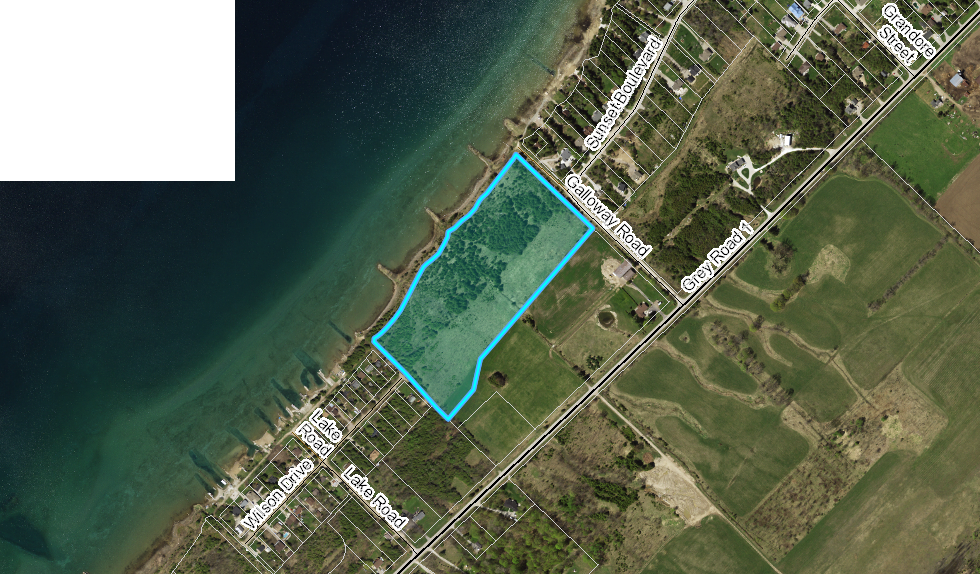 Grandore
Street
Sunset Boulevard
Galloway Road
Grey Road 1
Lake
Road
Wilson Drive
Lake Road